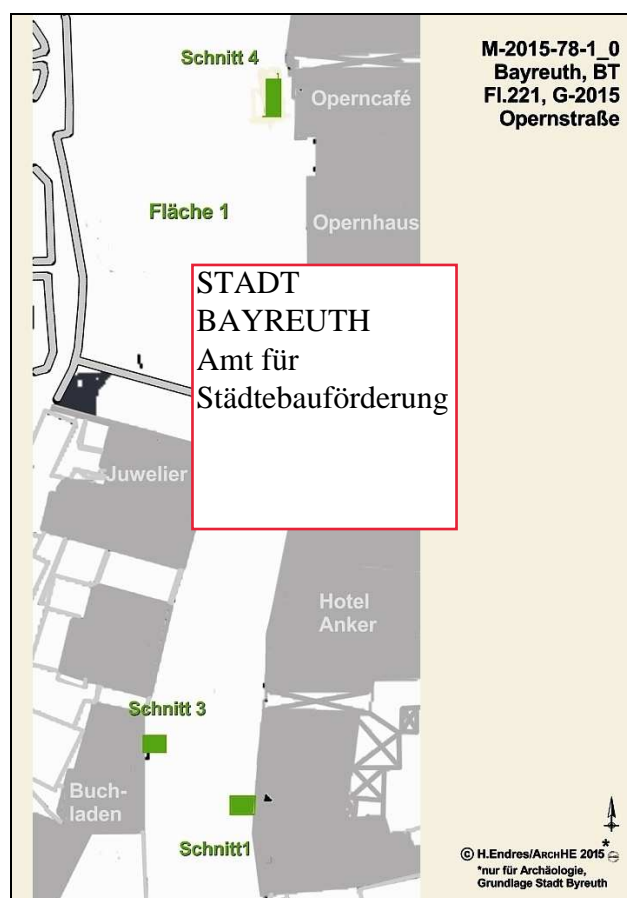 Schnitt 4
M-2015-78-1_0
Bayreuth, BT
Fl.221, G-2015
Opernstraße
Operncafé
Fläche 1
Opernhaus
STADT
BAYREUTH
Amt für
Städtebauförderung
Juwelier
Hotel
Anker
Schnitt 3
Buch-
laden
Schnitt1
*
© H.Endres/ARCHHE 2015
*nur für Archäologie,
Grundlage Stadt Byreuth